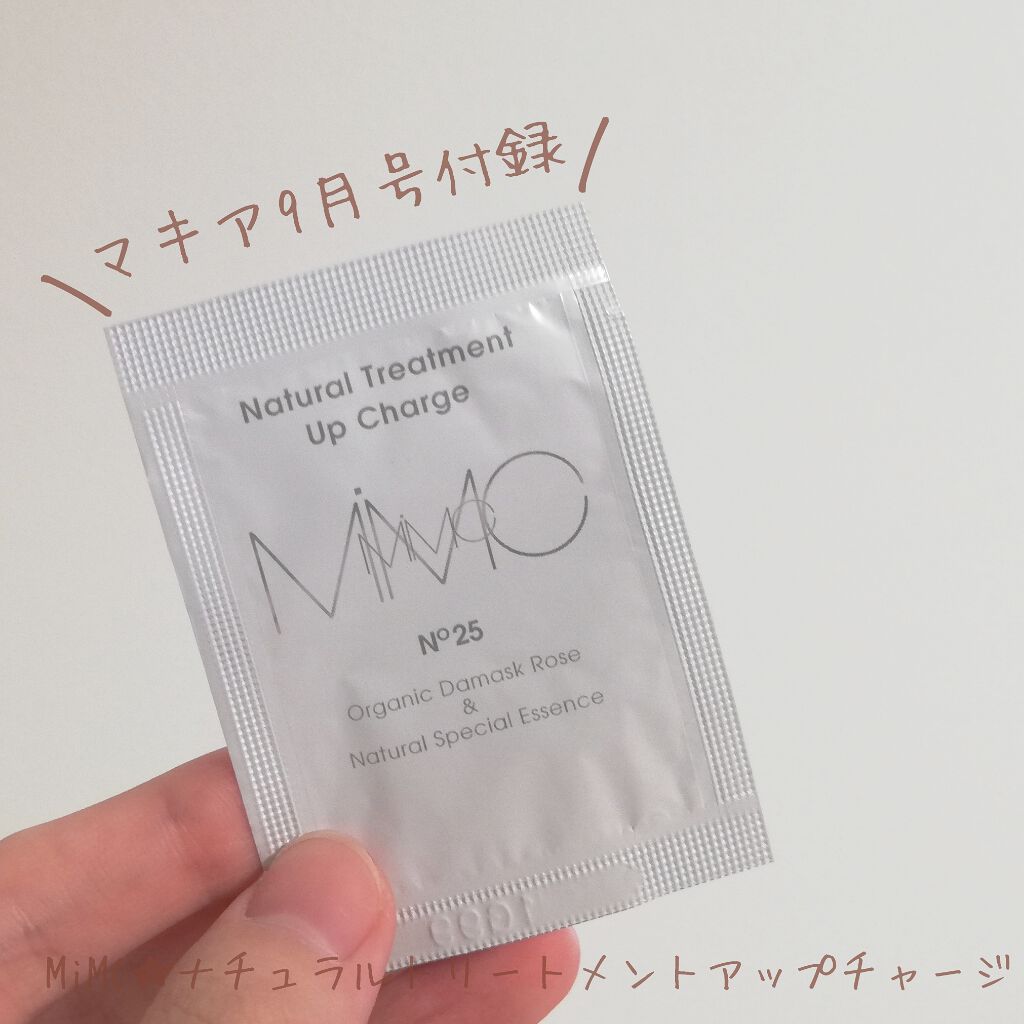 \マキア9月号付録/
Natural Treatment
Up Charge
MiMC
MiMC
Nº25
Organic Damask Rose
&
Natural Special Essence
MiMC ナチュラルトリートメントアップチャージ